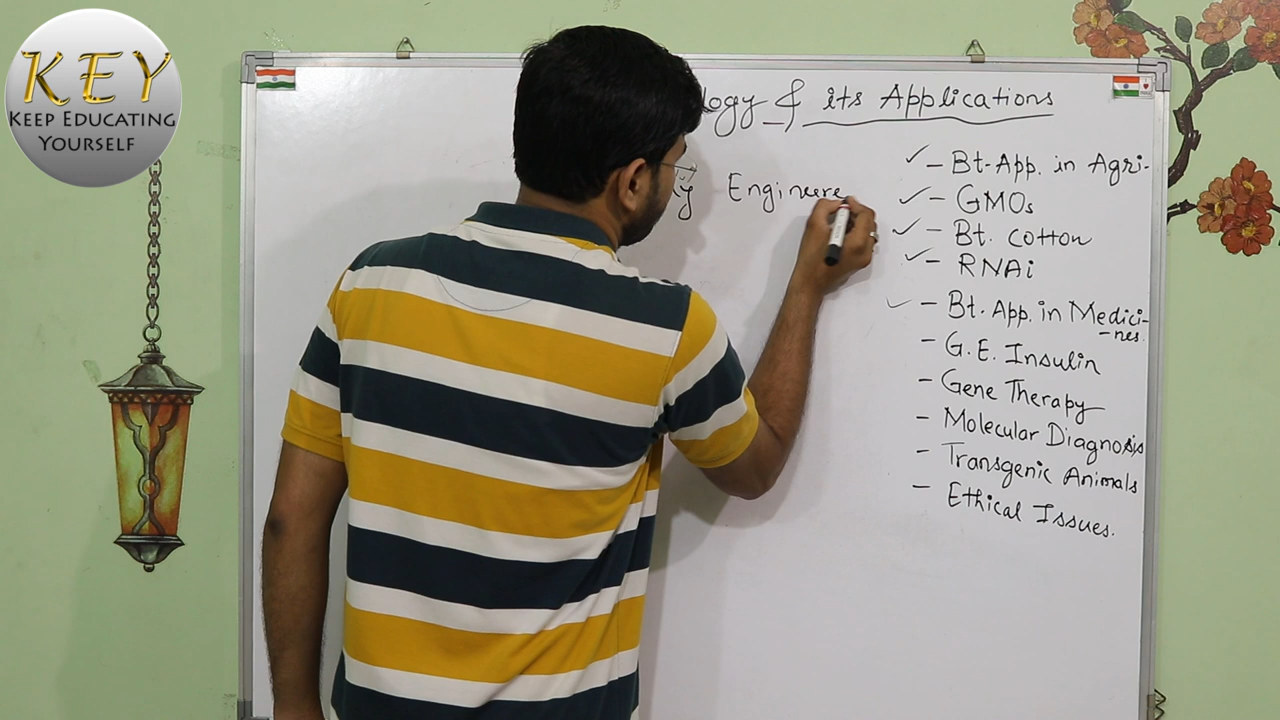 KEY
KEEP EDUCATING
YOURSELF
logy & its Applications
ly Engineere
✓ - Bt-App. in Agri-
✓ - GMOs
✓ - Bt. Cotton
✓ - RNAi
✓ - Bt. App. in Medici-
-nes.
- G.E. Insulin
- Gene Therapy
- Molecular Diagnosis
- Transgenic Animals
- Ethical Issues.